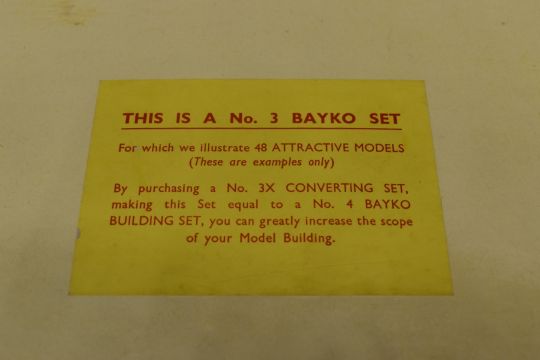 THIS IS A No. 3 BAYKO SET
For which we illustrate 48 ATTRACTIVE MODELS
(These are examples only)
By purchasing a No. 3X CONVERTING SET,
making this Set equal to a No. 4 BAYKO
BUILDING SET, you can greatly increase the scope
of your Model Building.